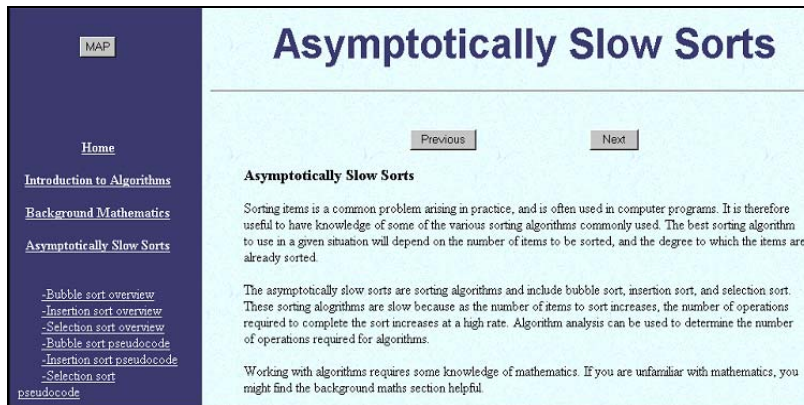 MAP
Asymptotically Slow Sorts
Previous
Next
Home
Introduction to Algorithms
Background Mathematics
Asymptotically Slow Sorts
-Bubble sort overview
-Insertion sort overview
-Selection sort overview
-Bubble sort pseudocode
-Insertion sort pseudocode
-Selection sort
pseudocode
Asymptotically Slow Sorts
Sorting items is a common problem arising in practice, and is often used in computer programs. It is therefore
useful to have knowledge of some of the various sorting algorithms commonly used. The best sorting algorithm
to use in a given situation will depend on the number of items to be sorted, and the degree to which the items are
already sorted.
The asymptotically slow sorts are sorting algorithms and include bubble sort, insertion sort, and selection sort.
These sorting alogrithms are slow because as the number of items to sort increases, the number of operations
required to complete the sort increases at a high rate. Algorithm analysis can be used to determine the number
of operations required for algorithms.
Working with algorithms requires some knowledge of mathematics. If you are unfamiliar with mathematics, you
might find the background maths section helpful.